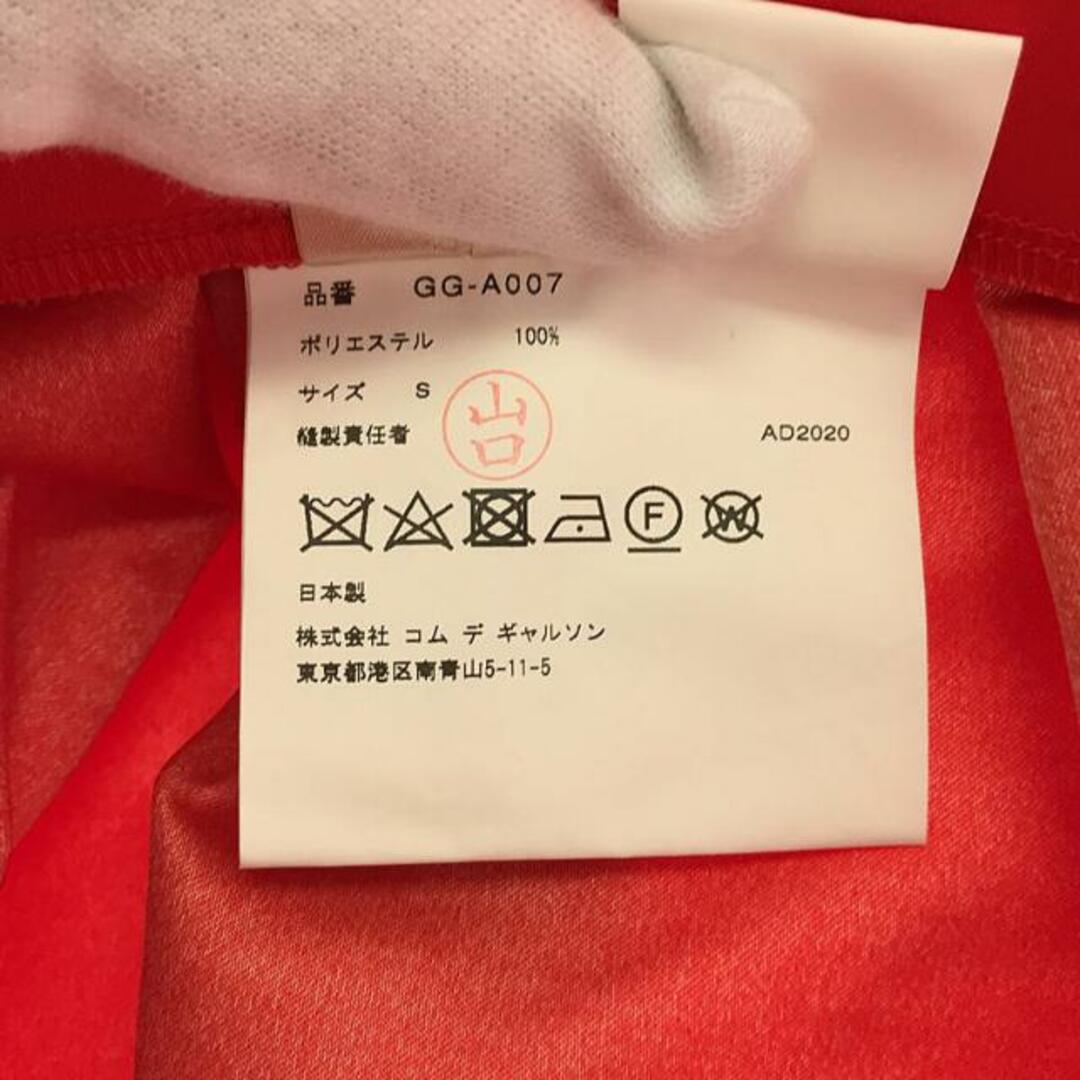 品番 GG-A007
ポリエステル 100%
サイズ S
縫製責任者 山口 AD2020
F W
日本製
株式会社 コム デ ギャルソン
東京都港区南青山5-11-5